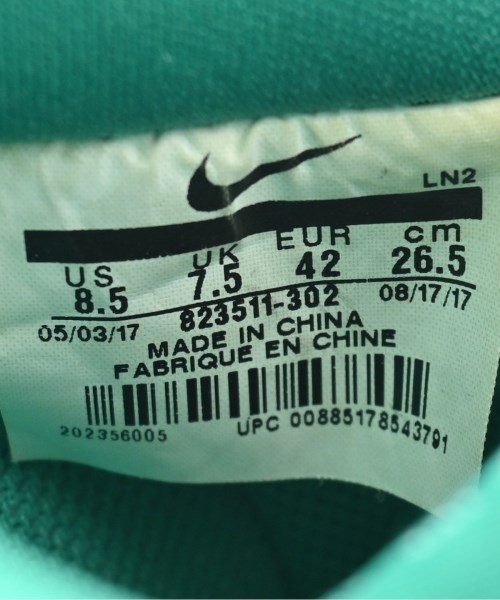 LN2
US UK EUR cm
8.5 7.5 42 26.5
05/03/17 823511-302 08/17/17
MADE IN CHINA
FABRIQUE EN CHINE
202356005 UPC 00885178543791